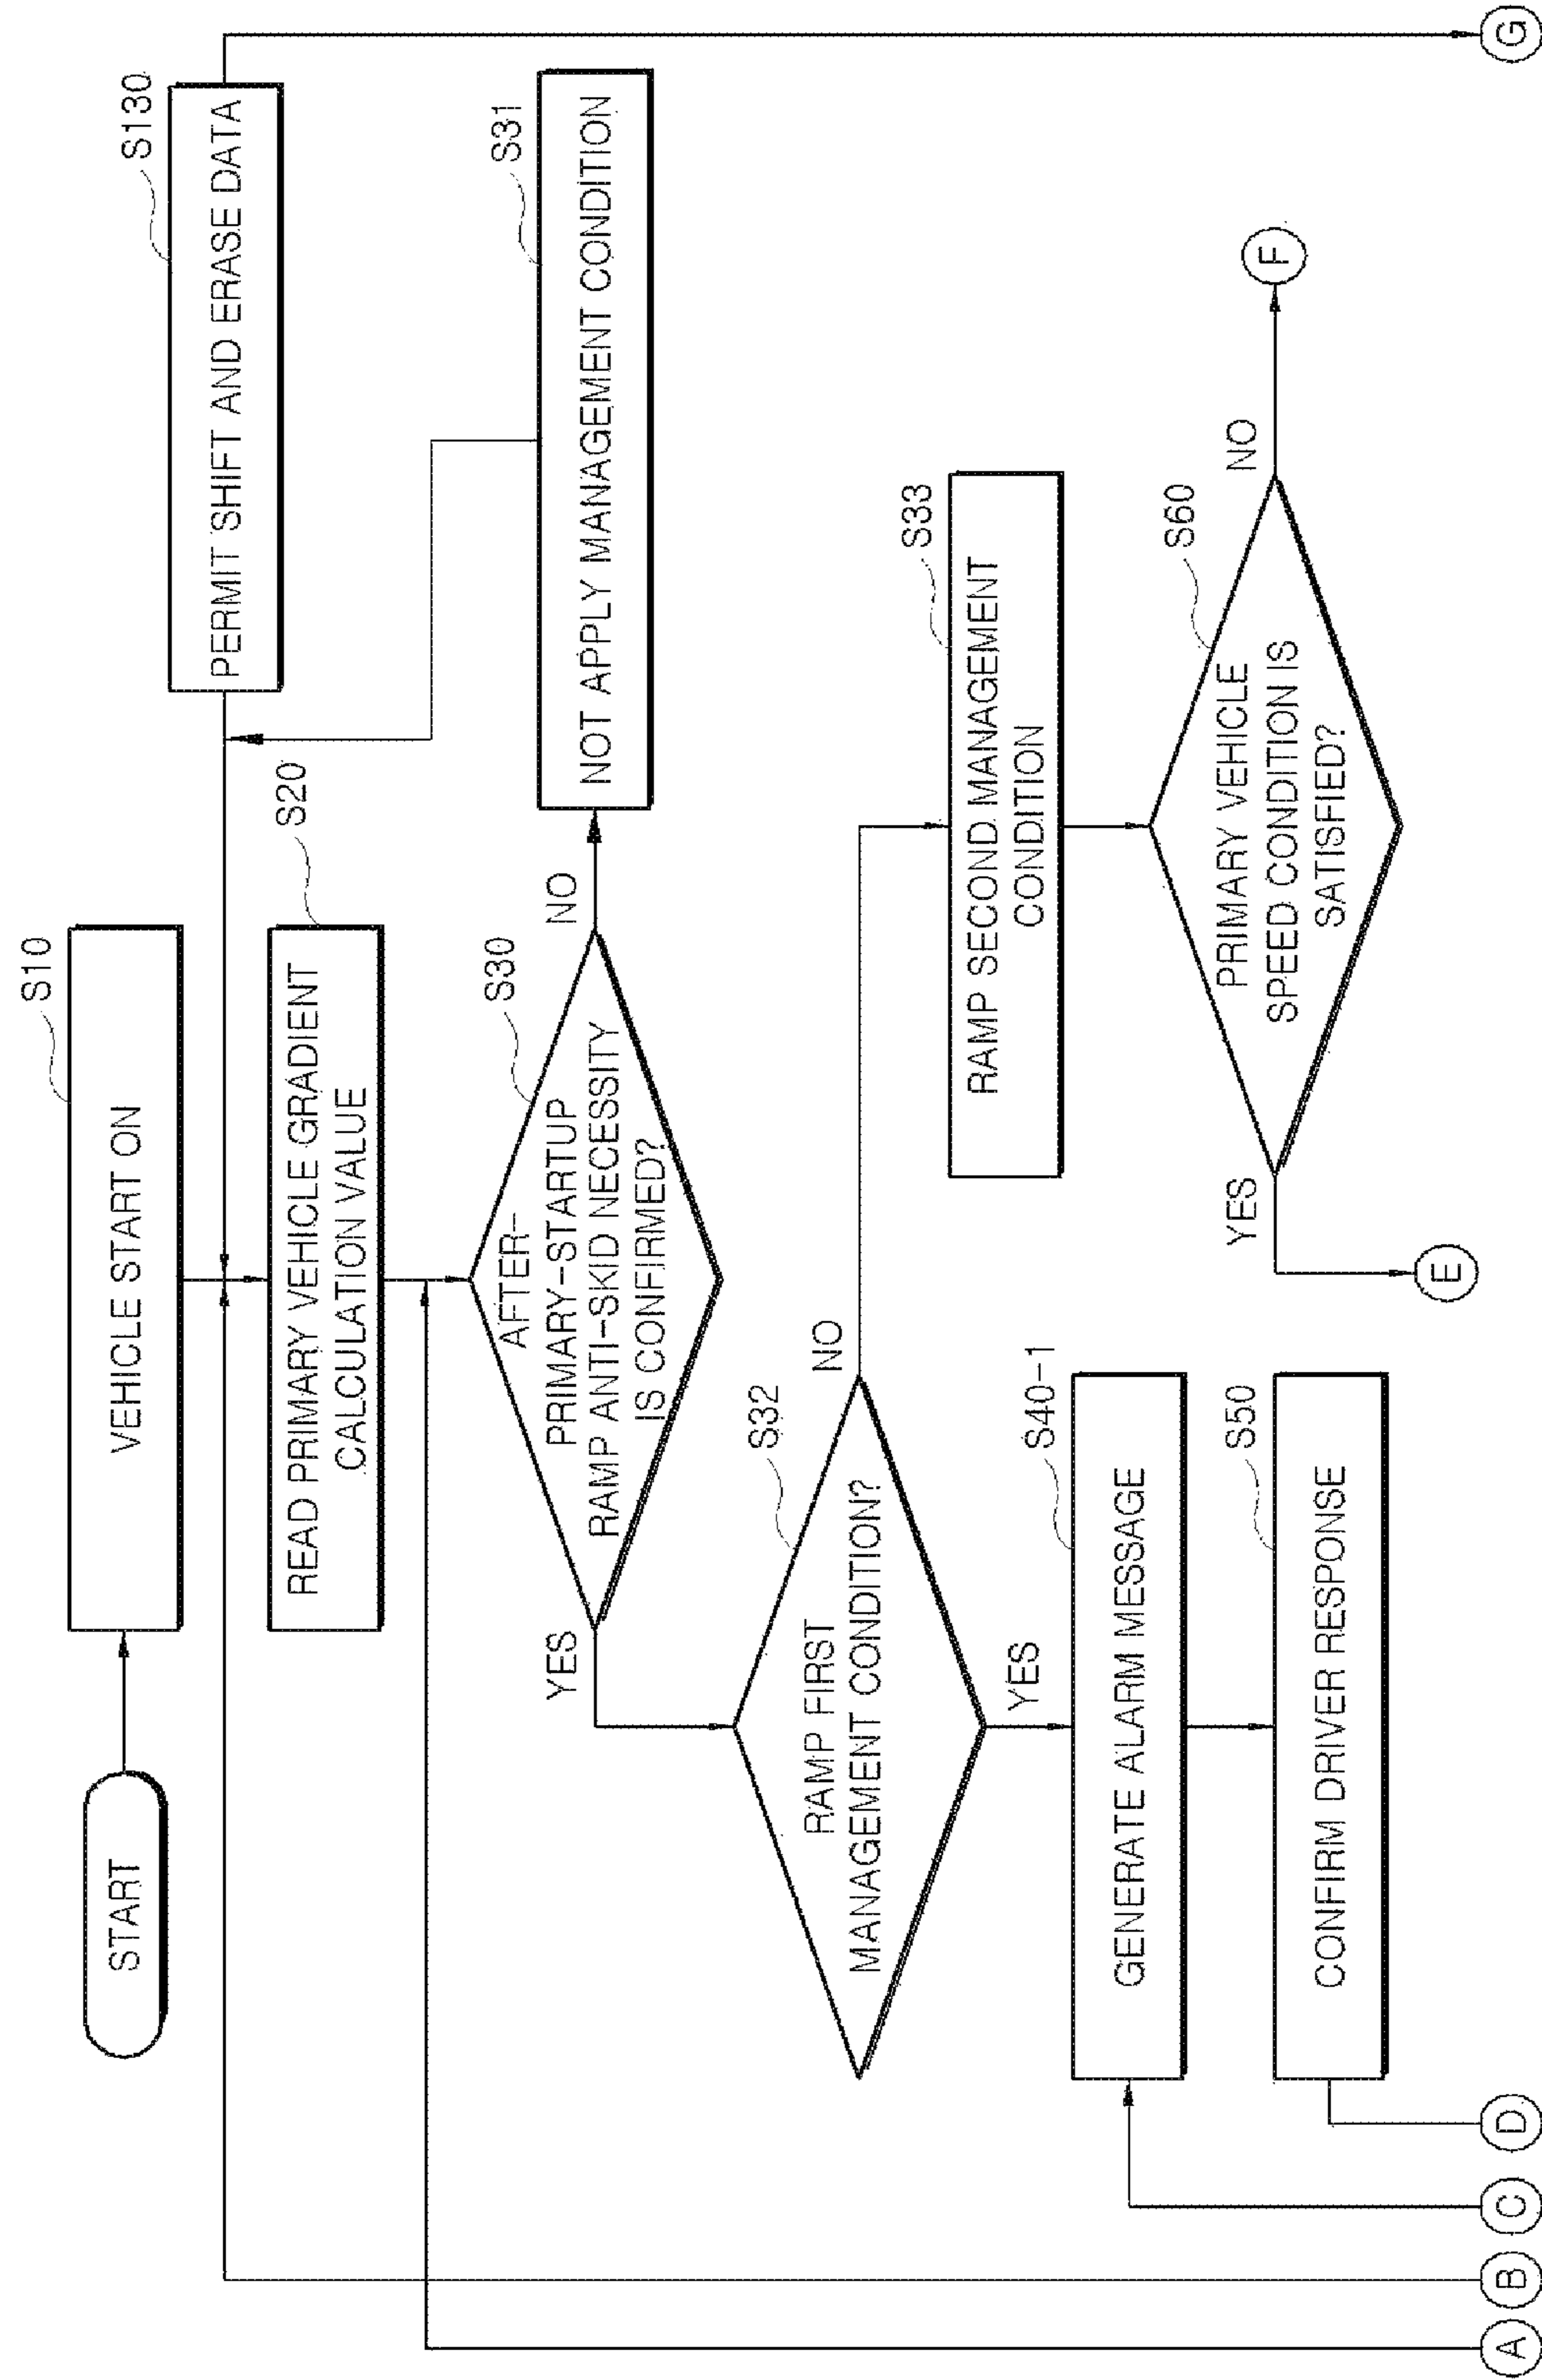 START
VEHICLE START ON
S10
PERMIT SHIFT AND ERASE DATA
S130
READ PRIMARY VEHICLE GRADIENT
CALCULATION VALUE
S20
AFTER-
PRIMARY-STARTUP
RAMP ANTI-SKID NECESSITY
IS CONFIRMED?
S30
YES
NO
NOT APPLY MANAGEMENT CONDITION
S31
RAMP FIRST
MANAGEMENT CONDITION?
S32
NO
YES
RAMP SECOND MANAGEMENT
CONDITION
S33
GENERATE ALARM MESSAGE
S40-1
PRIMARY VEHICLE
SPEED CONDITION IS
SATISFIED?
S60
YES
NO
CONFIRM DRIVER RESPONSE
S50
F
E
A
B
C
D
G